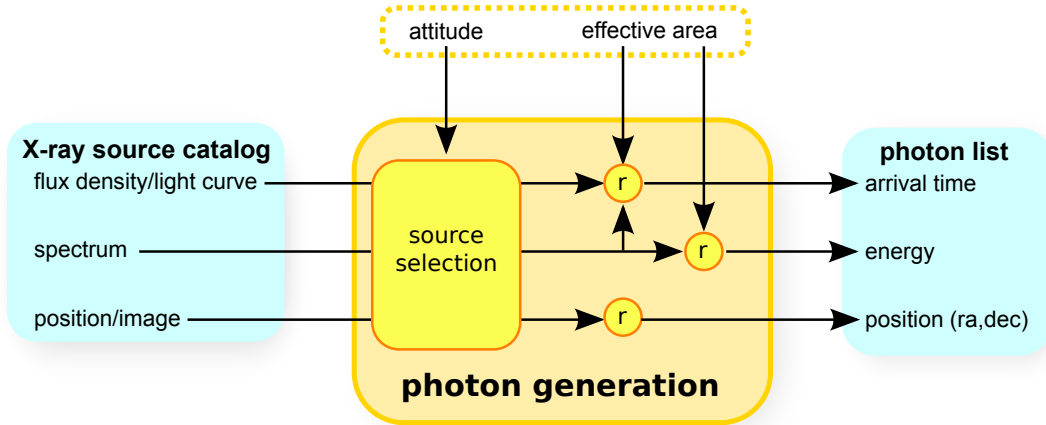 attitude
effective area
X-ray source catalog
flux density/light curve
spectrum
position/image
source
selection
r
r
r
photon generation
photon list
arrival time
energy
position (ra,dec)